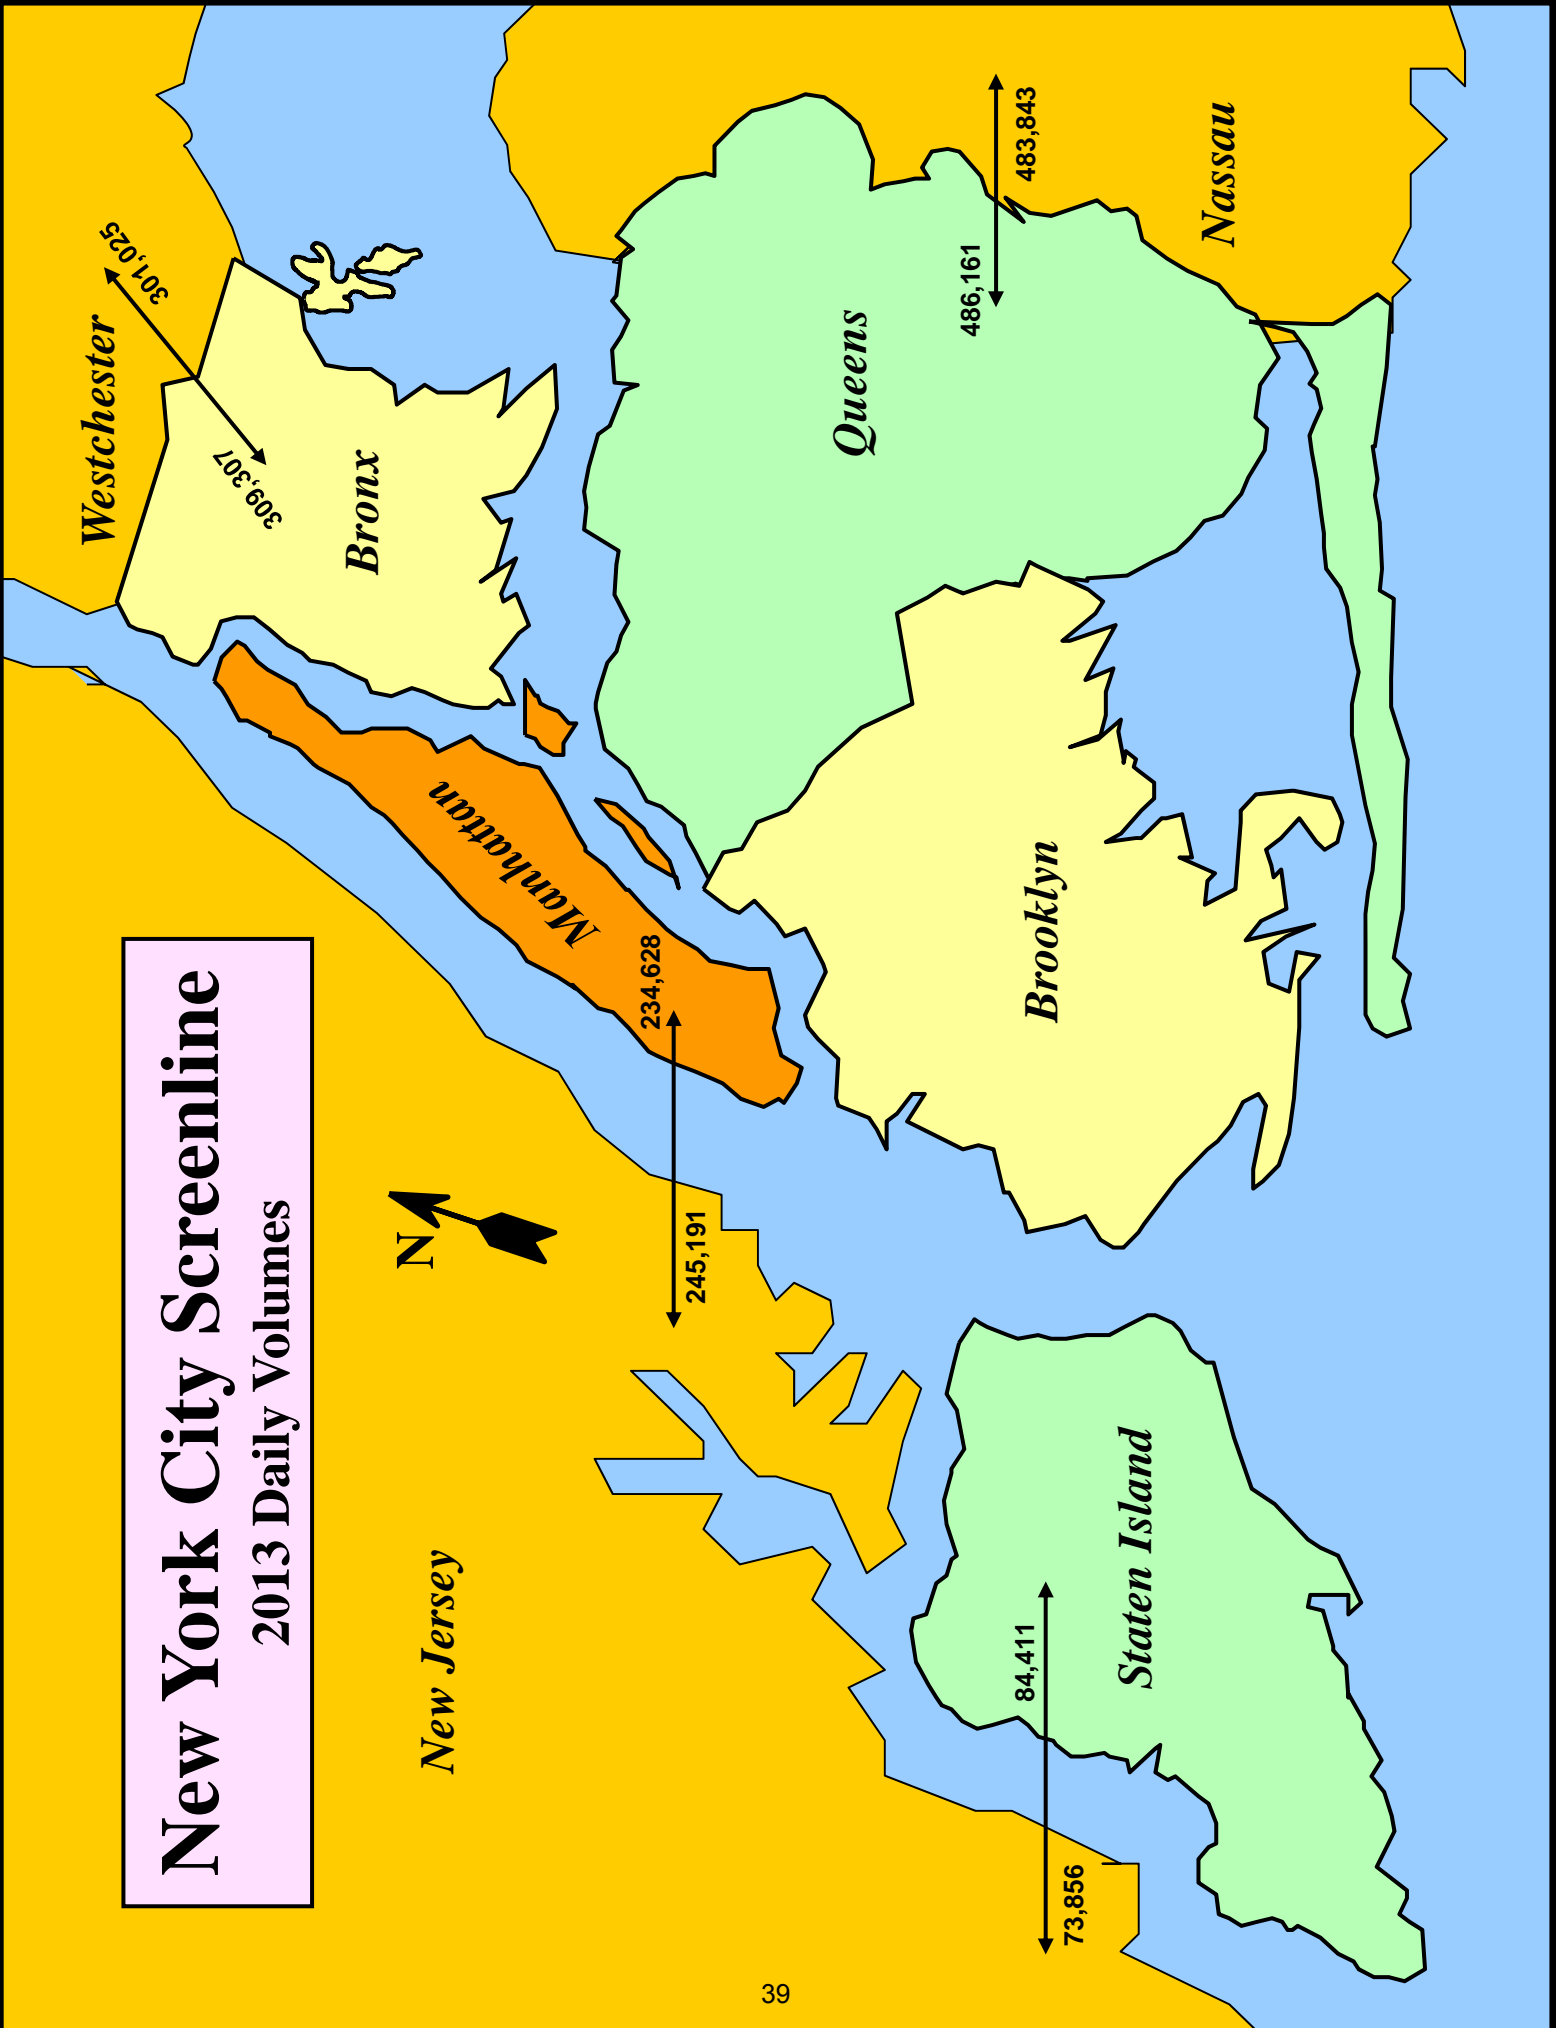 New York City Screenline
2013 Daily Volumes
Westchester
301,025
309,307
Bronx
N
Manhattan
234,628
245,191
New Jersey
Queens
486,161
483,843
Nassau
Brooklyn
Staten Island
84,411
73,856
39